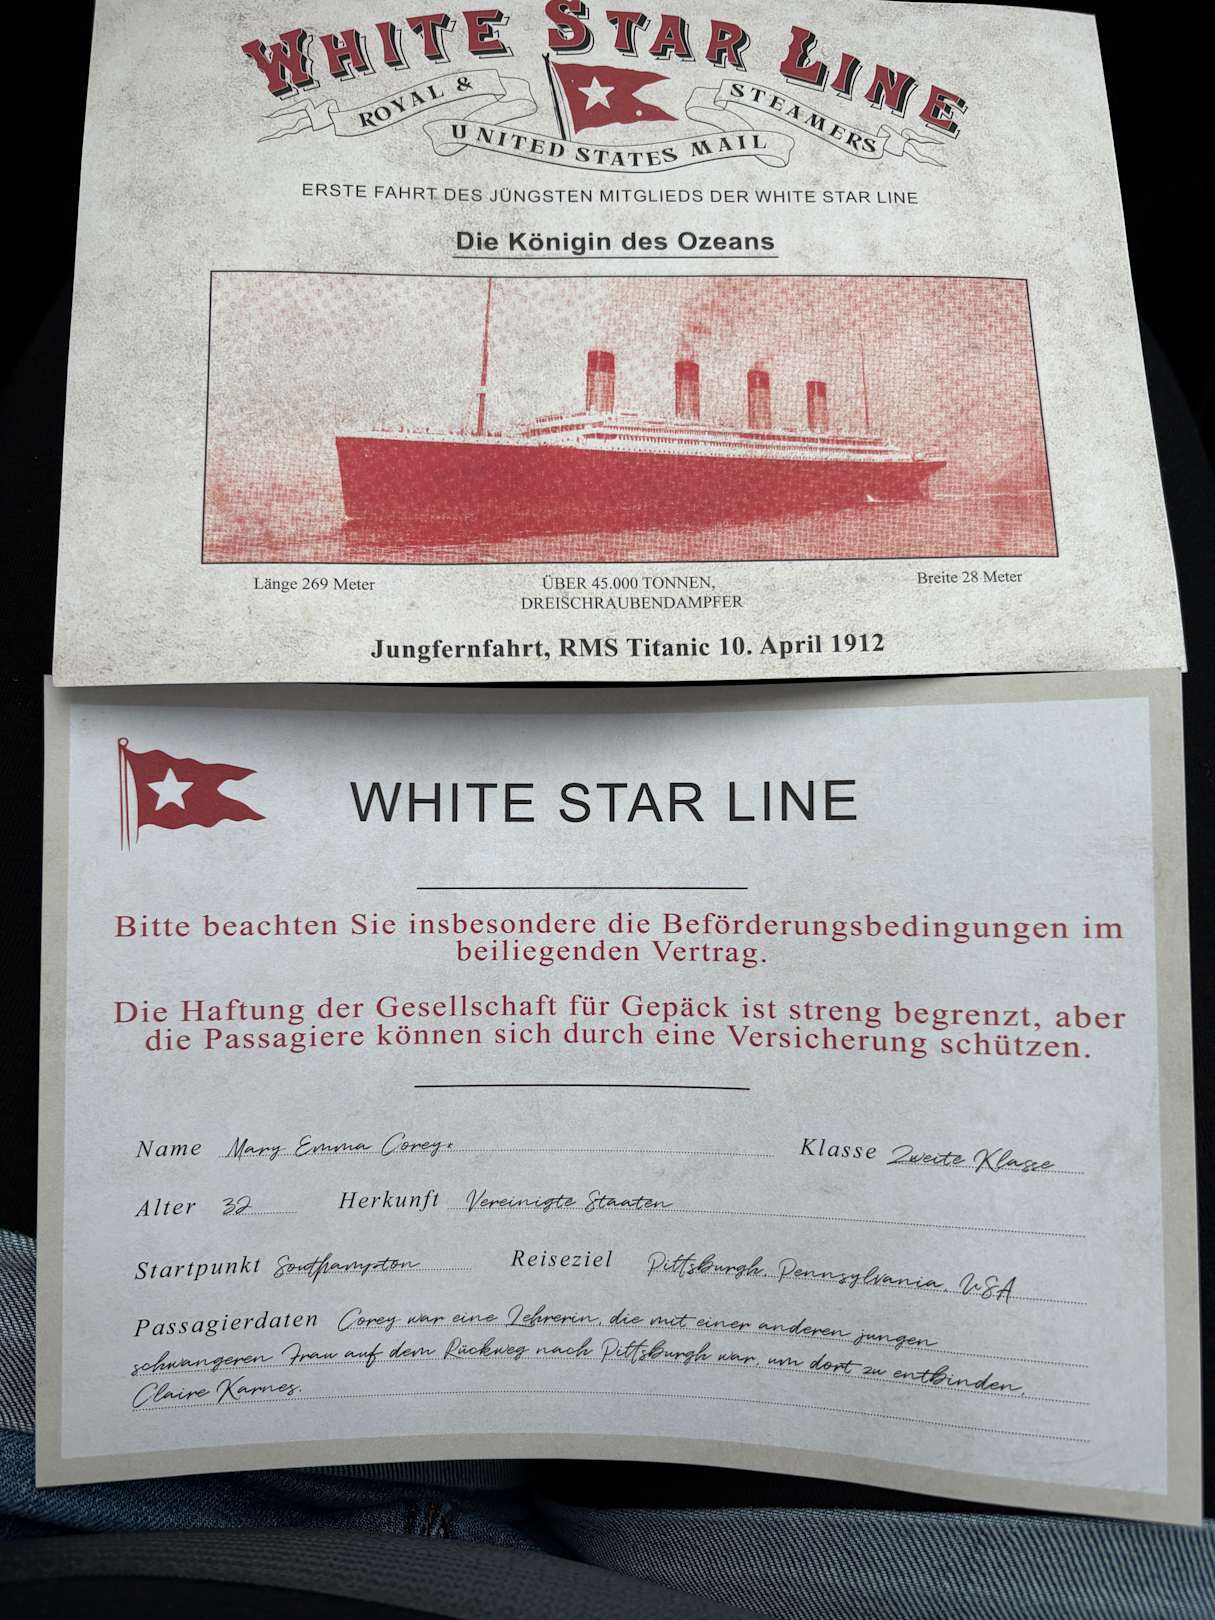 WHITE STAR LINE
ROYAL & UNITED STATES MAIL STEAMERS
ERSTE FAHRT DES JÜNGSTEN MITGLIEDS DER WHITE STAR LINE
Die Königin des Ozeans
Länge 269 Meter
ÜBER 45.000 TONNEN,
DREISCHRAUBENDAMPFER
Breite 28 Meter
Jungfernfahrt, RMS Titanic 10. April 1912
WHITE STAR LINE
Bitte beachten Sie insbesondere die Beförderungsbedingungen im
beiliegenden Vertrag.
Die Haftung der Gesellschaft für Gepäck ist streng begrenzt, aber
die Passagiere können sich durch eine Versicherung schützen.
Name Mary Emma Corey* Klasse Zweite Klasse
Alter 32 Herkunft Vereinigte Staaten
Startpunkt Southampton Reiseziel Pittsburgh, Pennsylvania, USA
Passagierdaten Corey war eine Lehrerin, die mit einer anderen jungen
schwangeren Frau auf dem Rückweg nach Pittsburgh war, um dort zu entbinden,
Claire Karnes.